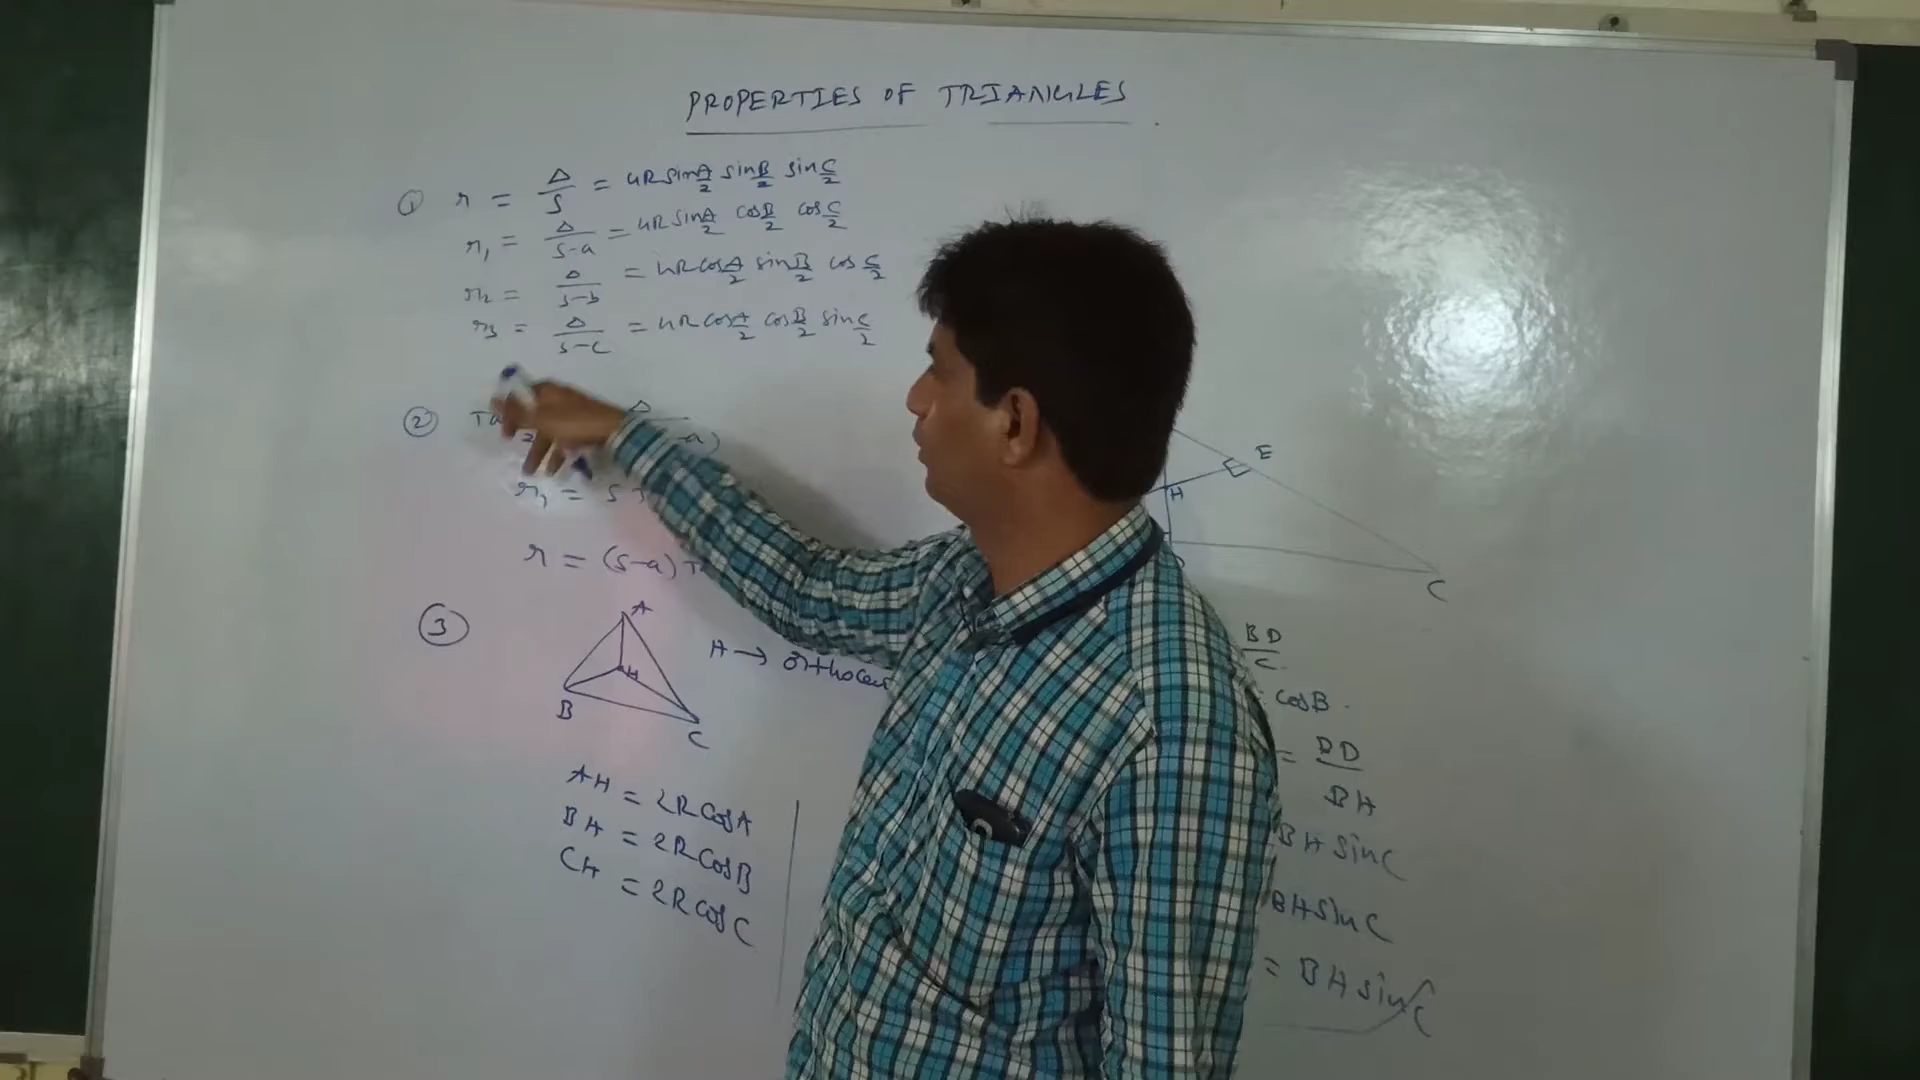 PROPERTIES OF TRIANGLES
① r = Δ/S = 4R sin A/2 sin B/2 sin C/2
r₁ = Δ/S-a = 4R sin A/2 cos B/2 cos C/2
r₂ = Δ/S-b = 4R cos A/2 sin B/2 cos C/2
r₃ = Δ/S-c = 4R cos A/2 cos B/2 sin C/2
②
r₁ = S
r = (S-a)
③
A
H
B
C
H →
AH = 2R cos A
BH = 2R cos B
CH = 2R cos C
E
H
C
BD/C
cos B.
= BD/BH
BH sin C
BH sin C
= BH sin C